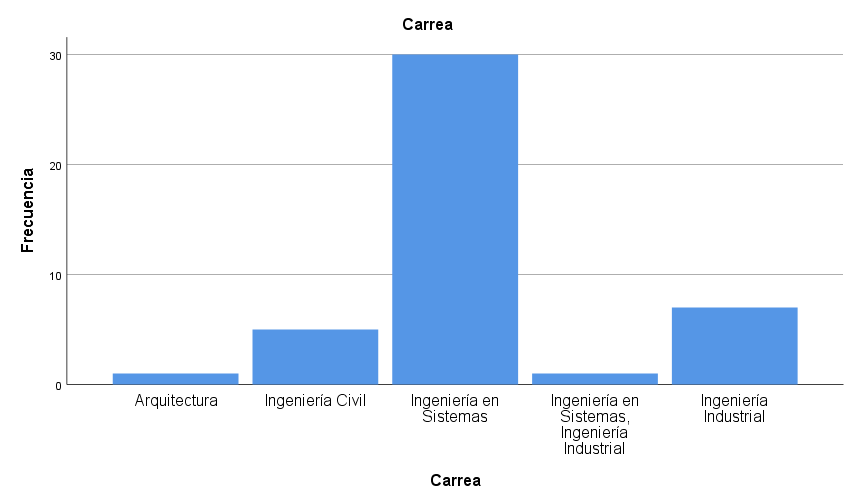 Carrea
30
20
10
0
Frecuencia
Arquitectura
Ingeniería Civil
Ingeniería en
Sistemas
Ingeniería en
Sistemas,
Ingeniería
Industrial
Ingeniería
Industrial
Carrea